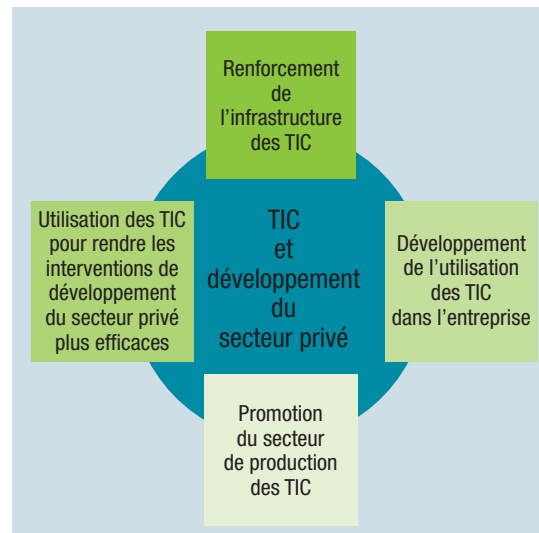 Renforcement
de
l'infrastructure
des TIC
Utilisation des TIC
pour rendre les
interventions de
développement
du secteur privé
plus efficaces
TIC
et
développement
du
secteur privé
Développement
de l'utilisation
des TIC
dans l'entreprise
Promotion
du secteur
de production
des TIC